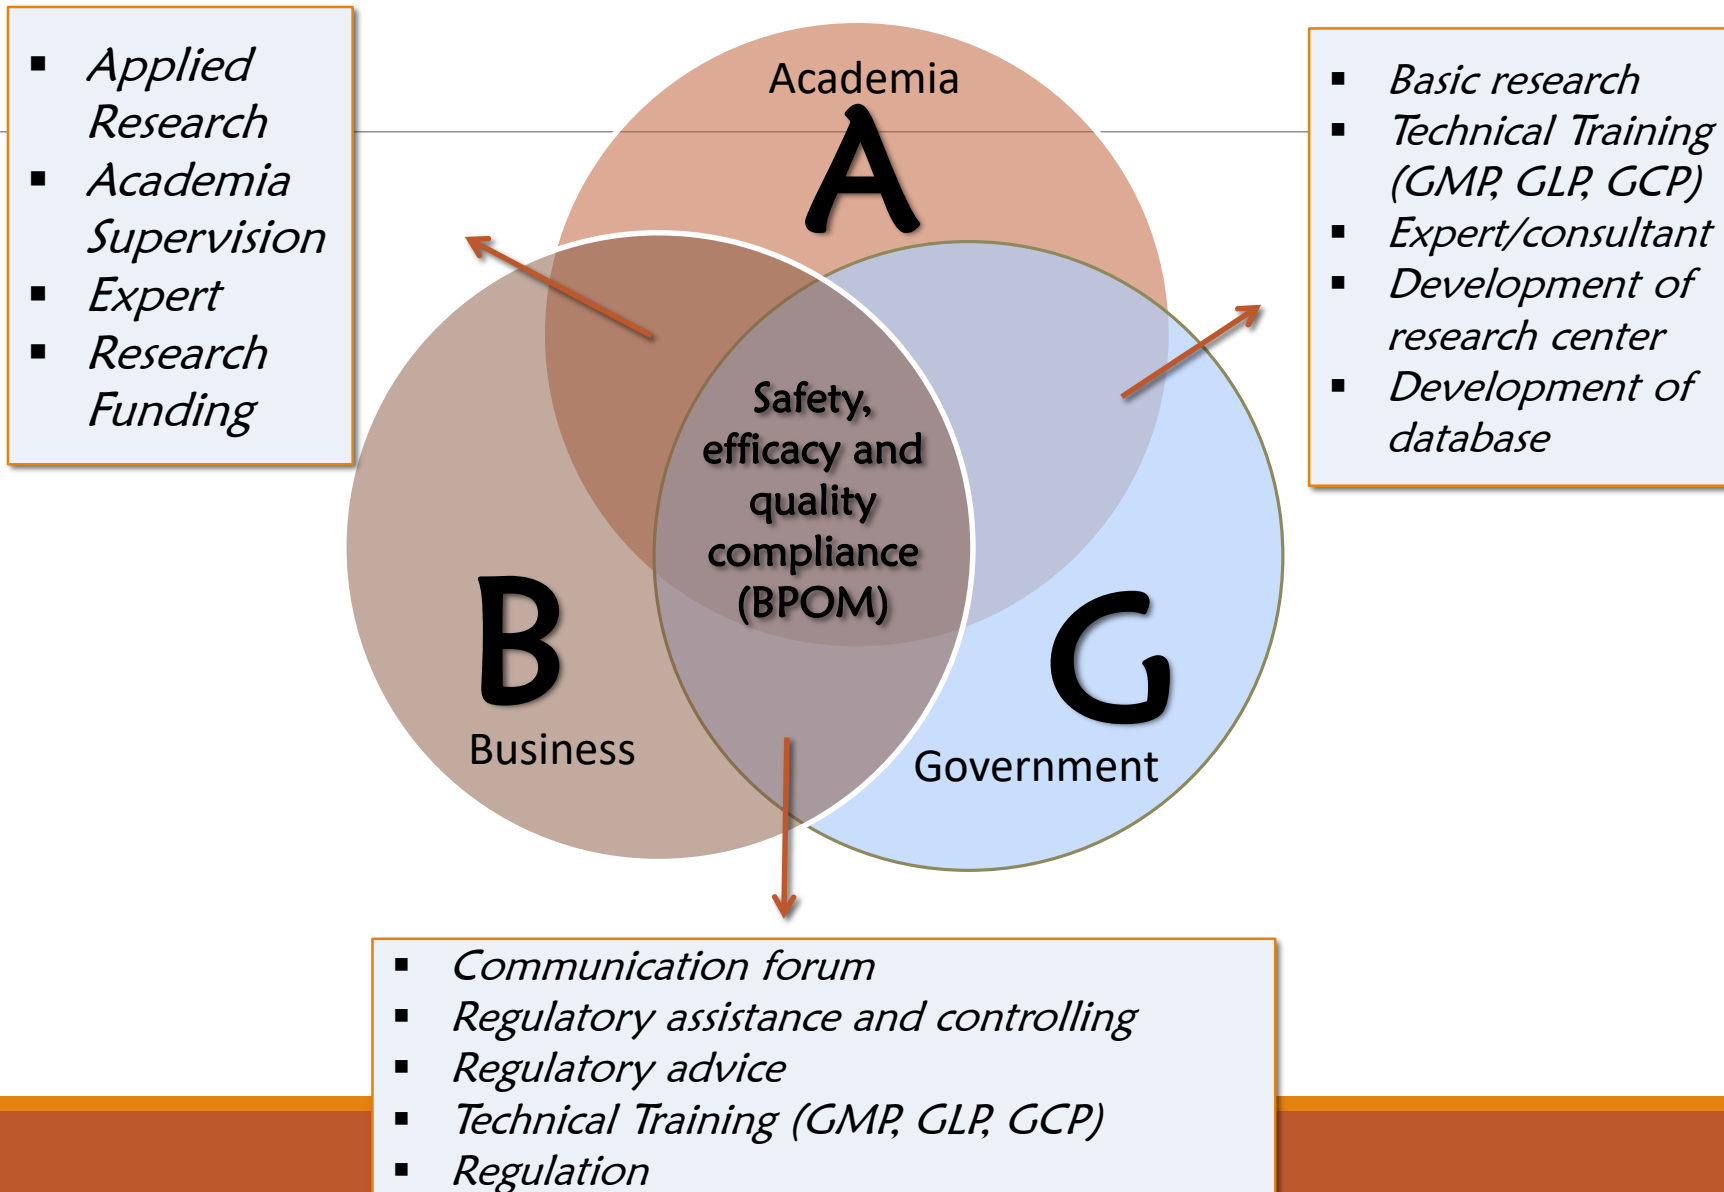 ▪ Applied
Research
▪ Academia
Supervision
▪ Expert
▪ Research
Funding
Academia
A
▪ Basic research
▪ Technical Training
(GMP, GLP, GCP)
▪ Expert/consultant
▪ Development of
research center
▪ Development of
database
Safety,
efficacy and
quality
compliance
(BPOM)
B
Business
G
Government
▪ Communication forum
▪ Regulatory assistance and controlling
▪ Regulatory advice
▪ Technical Training (GMP, GLP, GCP)
▪ Regulation